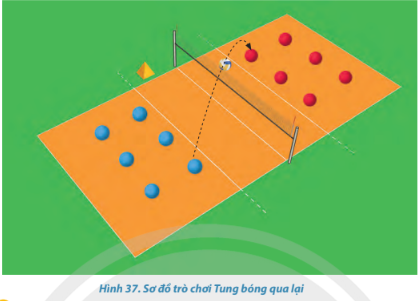 Hình 37. Sơ đồ trò chơi Tung bóng qua lại